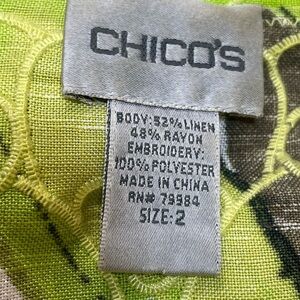 CHICO'S
BODY: 52% LINEN
48% RAYON
EMBROIDERY:
100% POLYESTER
MADE IN CHINA
RN# 79984
SIZE: 2